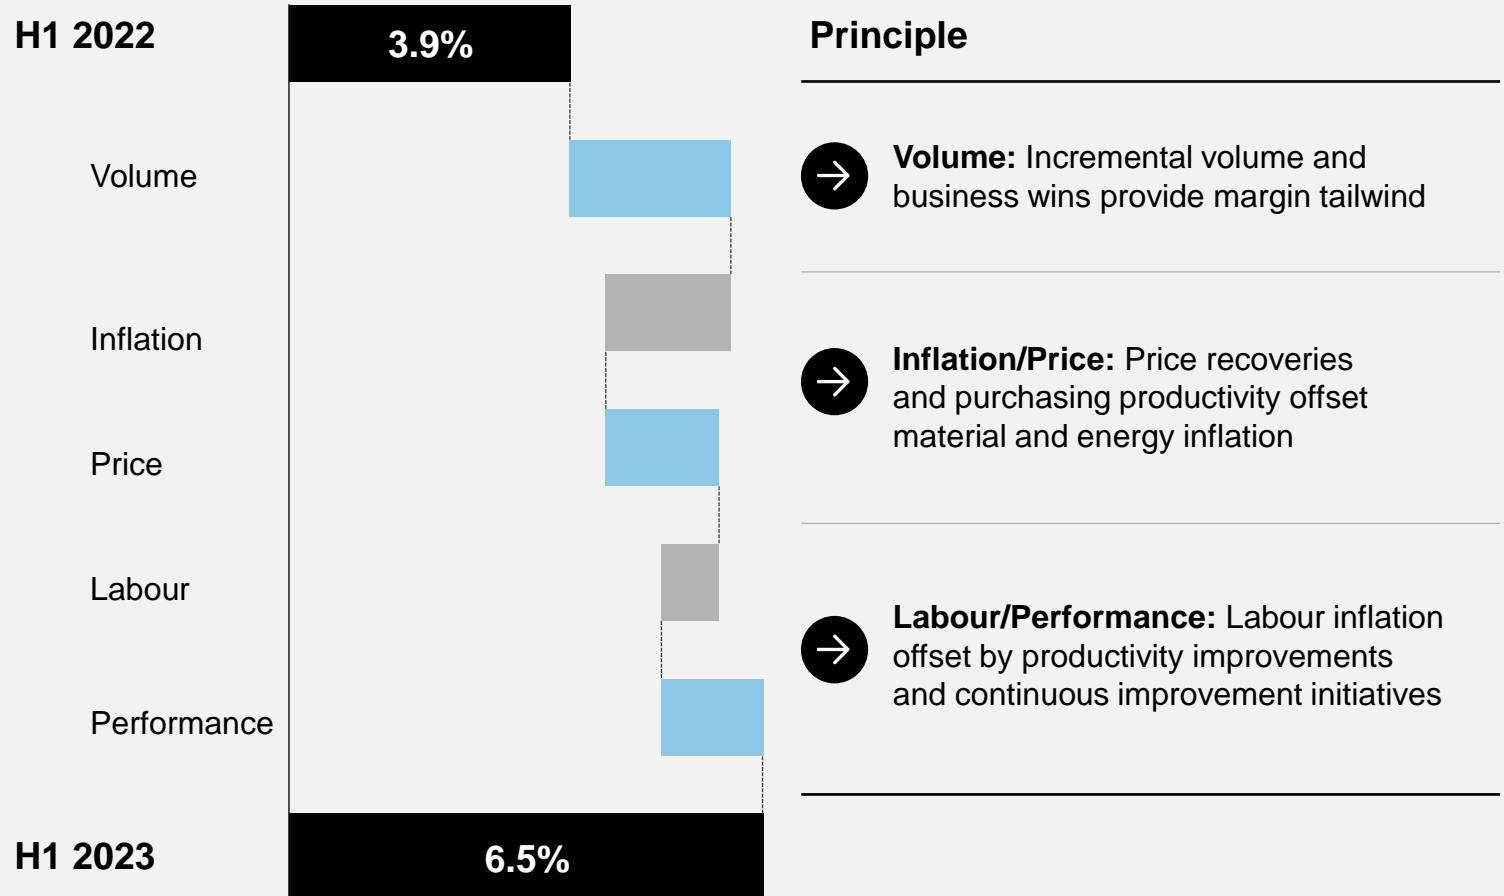 H1 2022
3.9%
Volume
Inflation
Price
Labour
Performance
H1 2023
6.5%
Principle
Volume: Incremental volume and
business wins provide margin tailwind
Inflation/Price: Price recoveries
and purchasing productivity offset
material and energy inflation
Labour/Performance: Labour inflation
offset by productivity improvements
and continuous improvement initiatives